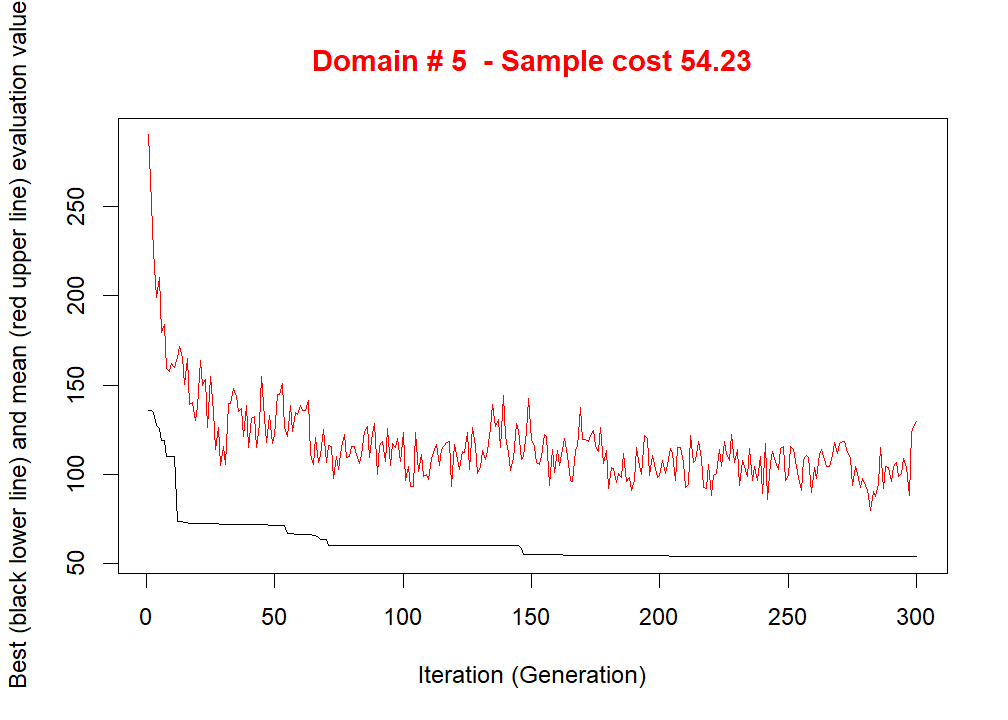 Domain # 5  - Sample cost 54.23
Best (black lower line) and mean (red upper line) evaluation value
250
200
150
100
50
0 50 100 150 200 250 300
Iteration (Generation)